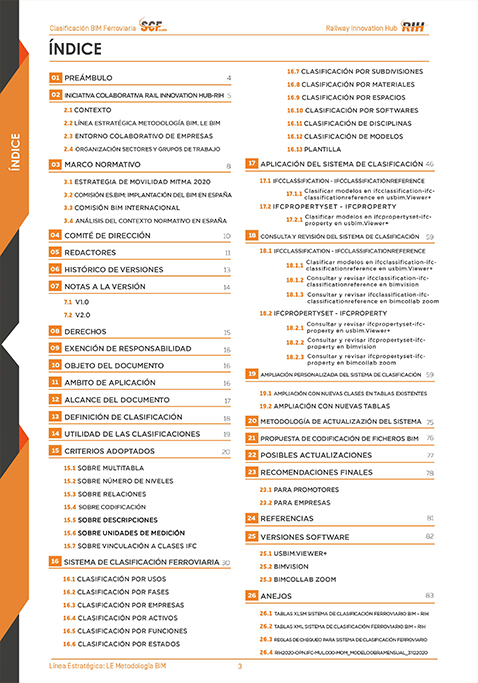 Clasificación BIM Ferroviaria SCF
Railway Innovation Hub RIH
ÍNDICE
ÍNDICE
01 PREÁMBULO 4
02 INICIATIVA COLABORATIVA RAIL INNOVATION HUB-RIH 5
2.1 CONTEXTO
2.2 LÍNEA ESTRATÉGICA METODOLOGÍA BIM. LE BIM
2.3 ENTORNO COLABORATIVO DE EMPRESAS
2.4 ORGANIZACIÓN SECTORES Y GRUPOS DE TRABAJO
03 MARCO NORMATIVO 8
3.1 ESTRATEGIA DE MOVILIDAD MITMA 2020
3.2 COMISIÓN ES.BIM: IMPLANTACIÓN DEL BIM EN ESPAÑA
3.3 COMISIÓN BIM INTERNACIONAL
3.4 ANÁLISIS DEL CONTEXTO NORMATIVO EN ESPAÑA
04 COMITÉ DE DIRECCIÓN 10
05 REDACTORES 11
06 HISTÓRICO DE VERSIONES 13
07 NOTAS A LA VERSIÓN 14
7.1 V1.0
7.2 V2.0
08 DERECHOS 15
09 EXENCIÓN DE RESPONSABILIDAD 16
10 OBJETO DEL DOCUMENTO 16
11 AMBITO DE APLICACIÓN 16
12 ALCANCE DEL DOCUMENTO 17
13 DEFINICIÓN DE CLASIFICACIÓN 18
14 UTILIDAD DE LAS CLASIFICACIONES 19
15 CRITERIOS ADOPTADOS 20
15.1 SOBRE MULTITABLA
15.2 SOBRE NÚMERO DE NIVELES
15.3 SOBRE RELACIONES
15.4 SOBRE CODIFICACIÓN
15.5 SOBRE DESCRIPCIONES
15.6 SOBRE UNIDADES DE MEDICIÓN
15.7 SOBRE VINCULACIÓN A CLASES IFC
16 SISTEMA DE CLASIFICACIÓN FERROVIARIA 30
16.1 CLASIFICACIÓN POR USOS
16.2 CLASIFICACIÓN POR FASES
16.3 CLASIFICACIÓN POR EMPRESAS
16.4 CLASIFICACIÓN POR ACTIVOS
16.5 CLASIFICACIÓN POR FUNCIONES
16.6 CLASIFICACIÓN POR ESTADOS
16.7 CLASIFICACIÓN POR SUBDIVISIONES
16.8 CLASIFICACIÓN POR MATERIALES
16.9 CLASIFICACIÓN POR ESPACIOS
16.10 CLASIFICACIÓN POR SOFTWARES
16.11 CLASIFICACIÓN DE DISCIPLINAS
16.12 CLASIFICACIÓN DE MODELOS
16.13 PLANTILLA
17 APLICACIÓN DEL SISTEMA DE CLASIFICACIÓN 46
17.1 IFCCLASSIFICATION - IFCCLASSIFICATIONREFERENCE
17.1.1 Clasificar modelos en ifcclassification-ifc-
classificationreference en usbim.Viewer+
17.2 IFCPROPERTYSET - IFCPROPERTY
17.2.1 Clasificar modelos en ifcpropertyset-ifc-
property en usbim.Viewer+
18 CONSULTA Y REVISIÓN DEL SISTEMA DE CLASIFICACIÓN 59
18.1 IFCCLASSIFICATION - IFCCLASSIFICATIONREFERENCE
18.1.1 Clasificar modelos en ifcclassification-ifc-
classificationreference en usbim.Viewer+
18.1.2 Consultar y revisar ifcclassification-ifc-
classificationreference en bimvision
18.1.3 Consultar y revisar ifcclassification-ifc-
classificationreference en bimcollab zoom
18.2 IFCPROPERTYSET - IFCPROPERTY
18.2.1 Consultar y revisar ifcpropertyset-ifc-
property en usbim.Viewer+
18.2.2 Consultar y revisar ifcpropertyset-ifc-
property en bimvision
18.2.3 Consultar y revisar ifcpropertyset-ifc-
property en bimcollab zoom
19 AMPLIACIÓN PERSONALIZADA DEL SISTEMA DE CLASIFICACIÓN 59
19.1 AMPLIACIÓN CON NUEVAS CLASES EN TABLAS EXISTENTES
19.2 AMPLIACIÓN CON NUEVAS TABLAS
20 METODOLOGÍA DE ACTUALIZAZIÓN DEL SISTEMA 75
21 PROPUESTA DE CODIFICACIÓN DE FICHEROS BIM 76
22 POSIBLES ACTUALIZACIONES 77
23 RECOMENDACIONES FINALES 78
23.1 PARA PROMOTORES
23.2 PARA EMPRESAS
24 REFERENCIAS 81
25 VERSIONES SOFTWARE 82
25.1 USBIM.VIEWER+
25.2 BIMVISION
25.3 BIMCOLLAB ZOOM
26 ANEJOS 83
26.1 TABLAS XLSM SISTEMA DE CLASIFICACIÓN FERROVIARIO BIM - RIH
26.2 TABLAS XML SISTEMA DE CLASIFICACIÓN FERROVIARIO BIM - RIH
26.3 REGLAS DE CHEQUEO PARA SISTEMA DE CLASIFICACIÓN FERROVIARIO
26.4
Línea Estratégica: LE Metodología BIM
3